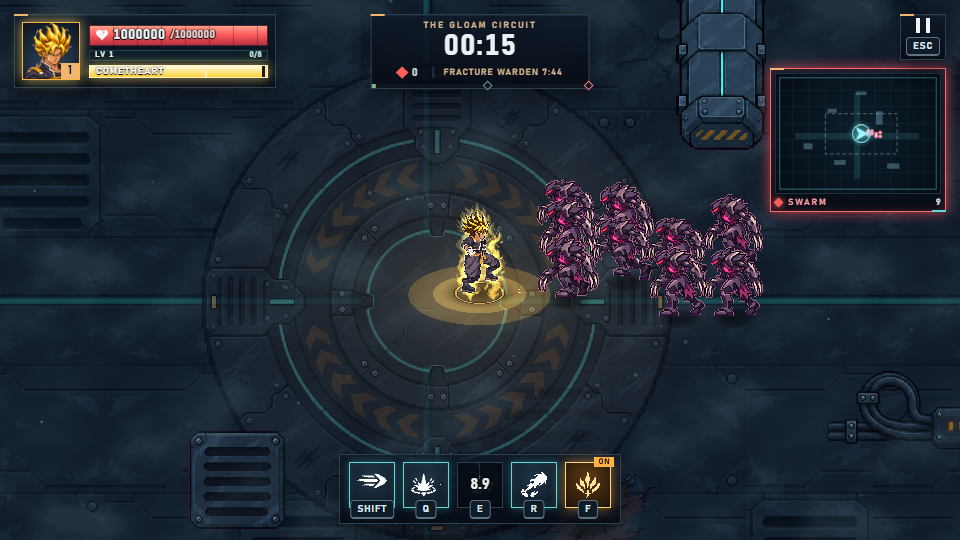 1000000 /1000000
LV 1
0/8
COMETHEART
1
THE GLOAM CIRCUIT
00:15
0
FRACTURE WARDEN 7:44
ESC
SWARM
9
ON
8.9
SHIFT
Q
E
R
F